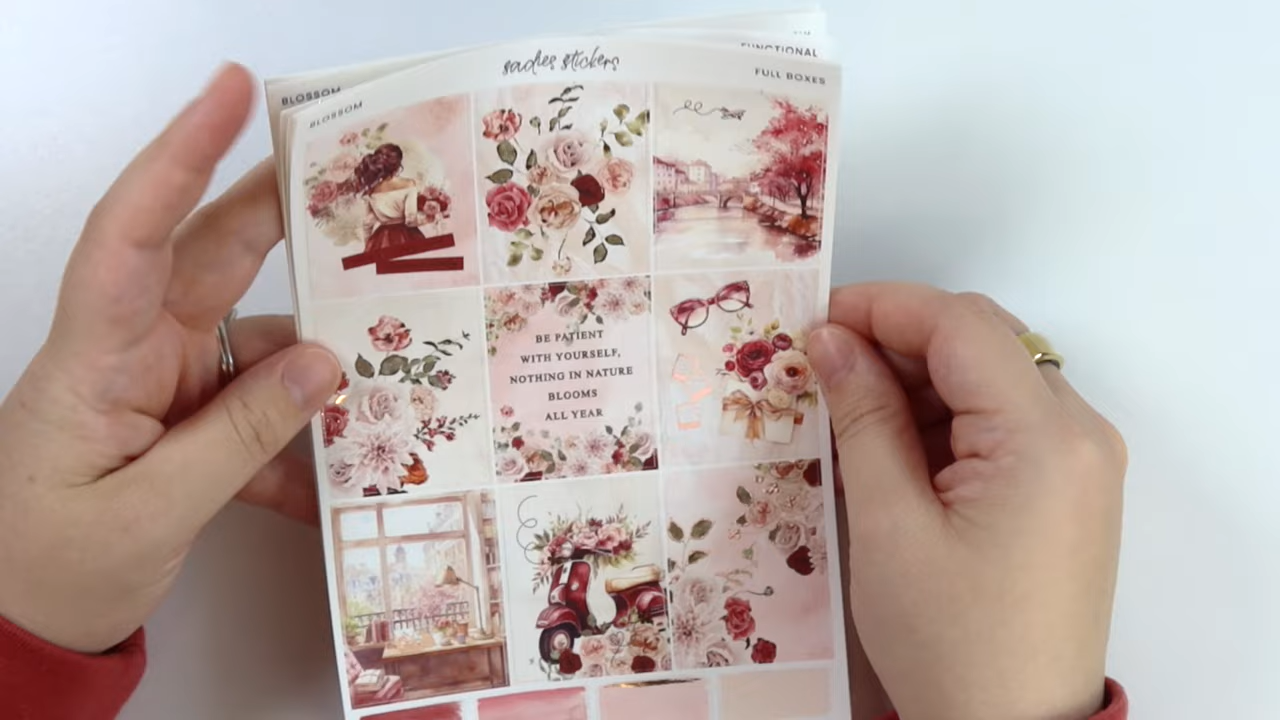 FUNCTIONAL
BLOSSOM
sadies stickers
FULL BOXES
BLOSSOM
BE PATIENT
WITH YOURSELF,
NOTHING IN NATURE
BLOOMS
ALL YEAR